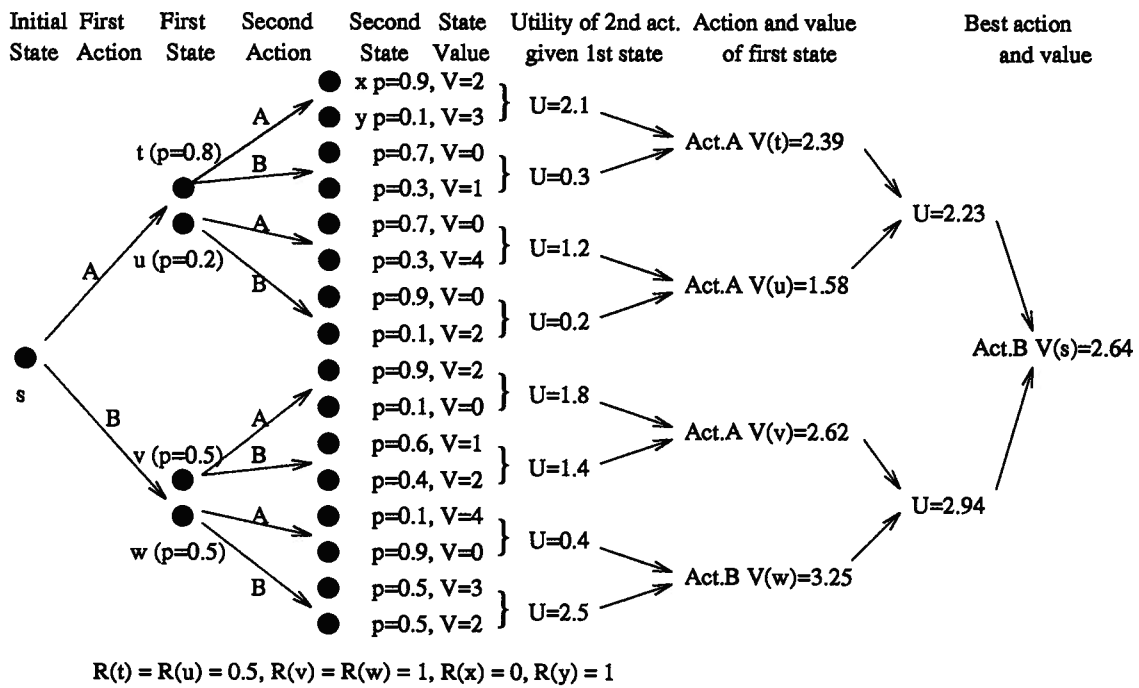 Initial State
First Action
First State
Second Action
Second State
State Value
Utility of 2nd act. given 1st state
Action and value of first state
Best action and value
x p=0.9, V=2
y p=0.1, V=3
p=0.7, V=0
p=0.3, V=1
p=0.7, V=0
p=0.3, V=4
p=0.9, V=0
p=0.1, V=2
p=0.9, V=2
p=0.1, V=0
p=0.6, V=1
p=0.4, V=2
p=0.1, V=4
p=0.9, V=0
p=0.5, V=3
p=0.5, V=2
s
A
B
t (p=0.8)
u (p=0.2)
v (p=0.5)
w (p=0.5)
A
B
A
B
A
B
A
B
} U=2.1
} U=0.3
} U=1.2
} U=0.2
} U=1.8
} U=1.4
} U=0.4
} U=2.5
Act.A V(t)=2.39
Act.A V(u)=1.58
Act.A V(v)=2.62
Act.B V(w)=3.25
U=2.23
U=2.94
Act.B V(s)=2.64
R(t) = R(u) = 0.5, R(v) = R(w) = 1, R(x) = 0, R(y) = 1